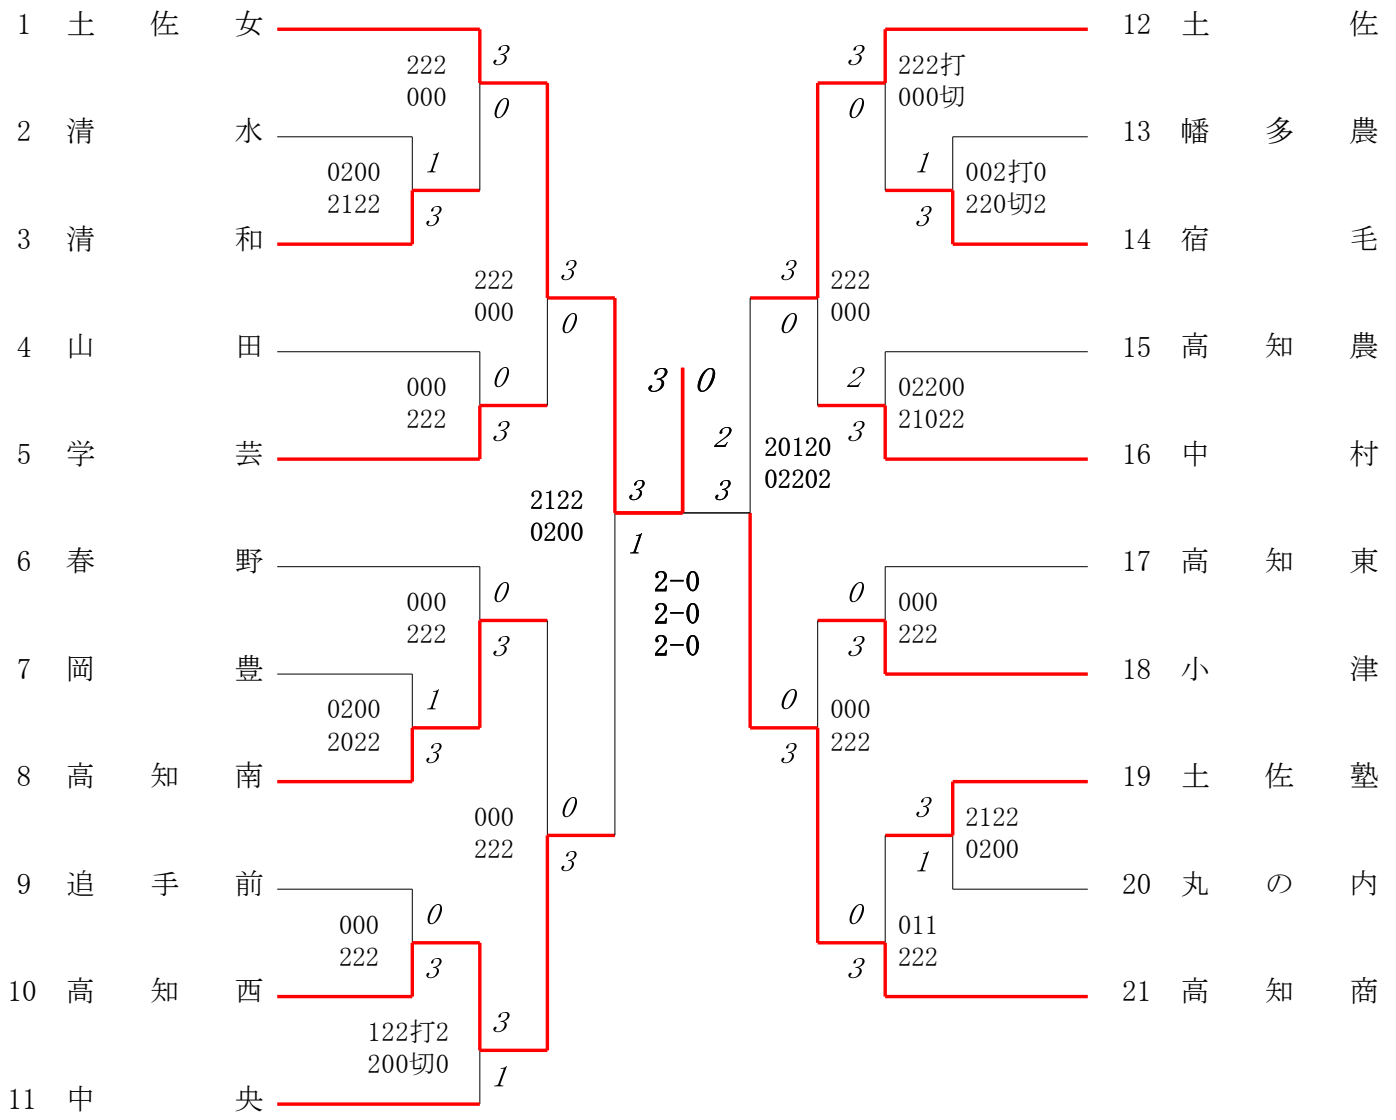 1 土佐女
2 清水
3 清和
4 山田
5 学芸
6 春野
7 岡豊
8 高知南
9 追手前
10 高知西
11 中央
222
000
3
0
0200
2122
1
3
222
000
3
0
000
222
0
3
2122
0200
3
1
000
222
0
3
0200
2022
1
3
000
222
0
3
000
222
0
3
122打2
200切0
3
1
3 0
2-0
2-0
2-0
2
3
20120
02202
3
0
222打
000切
1
3
002打0
220切2
3
0
222
000
2
3
02200
21022
0
3
000
222
0
3
000
222
3
1
2122
0200
0
3
011
222
12 土佐
13 幡多農
14 宿毛
15 高知農
16 中村
17 高知東
18 小津
19 土佐塾
20 丸の内
21 高知商